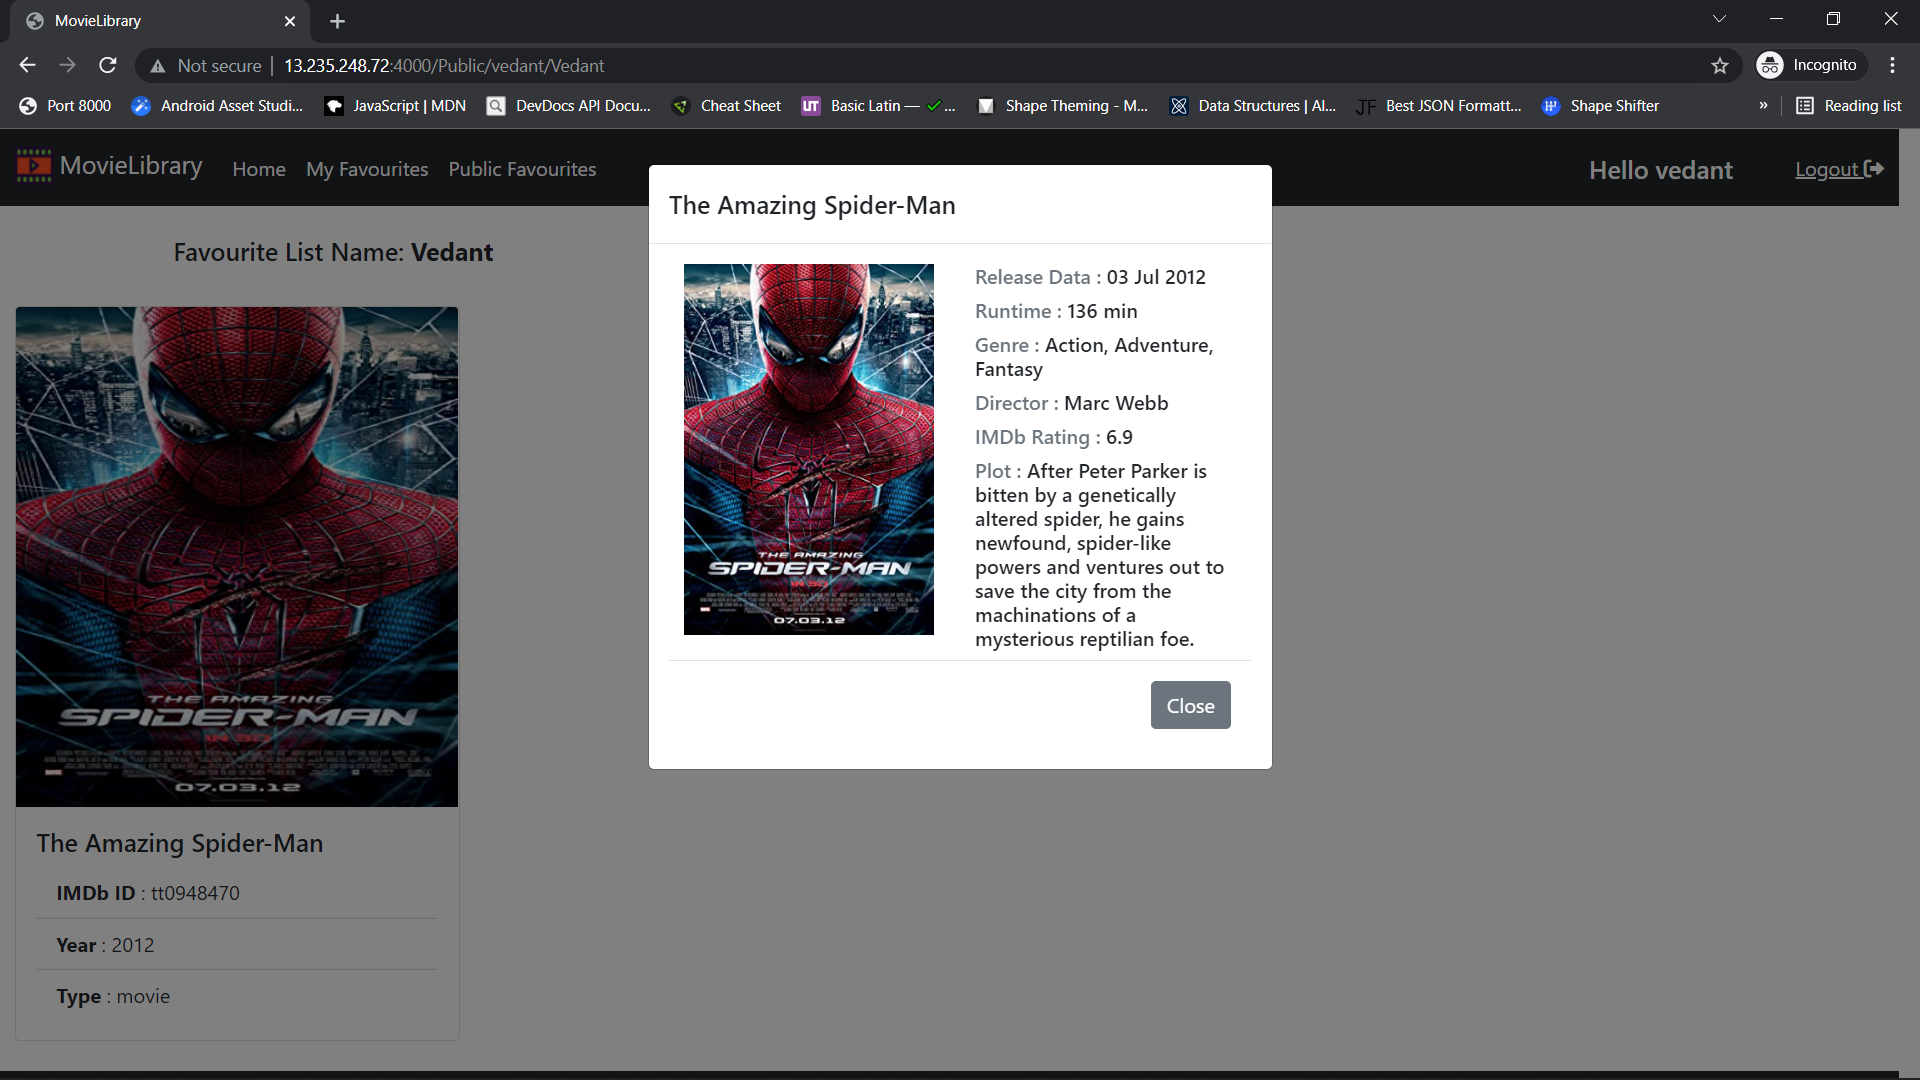 MovieLibrary
Not secure | 13.235.248.72:4000/Public/vedant/Vedant
Incognito
Port 8000 Android Asset Studi... JavaScript | MDN DevDocs API Docu... Cheat Sheet UT Basic Latin — ✓ ... Shape Theming - M... Data Structures | Al... JF Best JSON Formatt... Shape Shifter » Reading list
MovieLibrary Home My Favourites Public Favourites Hello vedant Logout
Favourite List Name: Vedant
THE AMAZING
SPIDER-MAN
IN 3D
07.03.12
The Amazing Spider-Man
IMDb ID : tt0948470
Year : 2012
Type : movie
The Amazing Spider-Man
THE AMAZING
SPIDER-MAN
IN 3D
07.03.12
Release Data : 03 Jul 2012
Runtime : 136 min
Genre : Action, Adventure,
Fantasy
Director : Marc Webb
IMDb Rating : 6.9
Plot : After Peter Parker is
bitten by a genetically
altered spider, he gains
newfound, spider-like
powers and ventures out to
save the city from the
machinations of a
mysterious reptilian foe.
Close